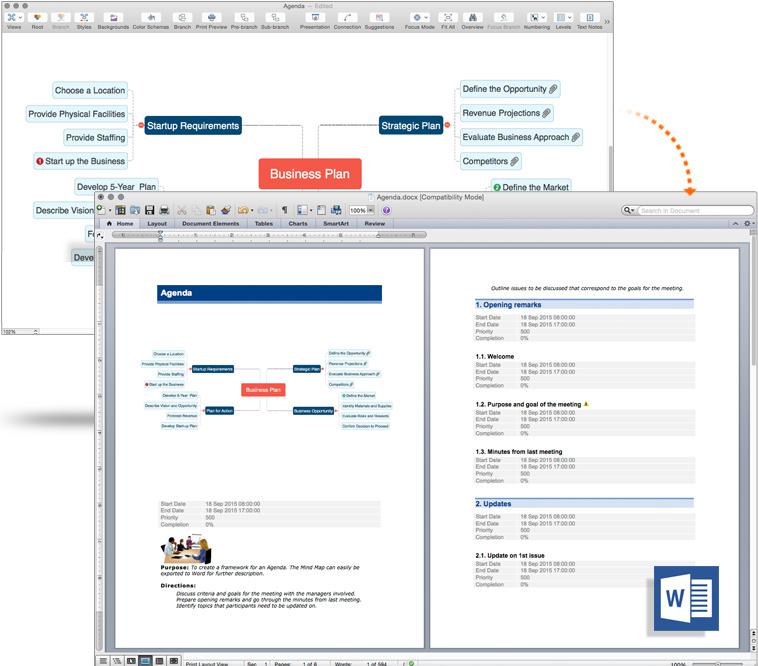 Agenda — Edited
Views Root Branch Styles Backgrounds Color Schemas Branch Print Preview Pre-branch Sub-branch Presentation Connection Suggestions Focus Mode Fit All Overview Focus Branch Numbering Levels Text Notes
Choose a Location
Provide Physical Facilities
Provide Staffing
1 Start up the Business
Startup Requirements
Business Plan
Strategic Plan
Define the Opportunity
Revenue Projections
Evaluate Business Approach
Competitors
Develop 5-Year Plan
2 Define the Market
Describe Vision
102%
Agenda.docx [Compatibility Mode]
100%
Search in Document
Home Layout Document Elements Tables Charts SmartArt Review
Agenda
Choose a Location
Provide Physical Facilities
Provide Staffing
Start up the Business
Startup Requirements
Develop 5-Year Plan
Describe Vision and Opportunity
Forecast Revenue
Develop Start-up Plan
Plan for Action
Business Plan
Strategic Plan
Define the Opportunity
Revenue Projections
Evaluate Business Approach
Competitors
Business Opportunity
Define the Market
Identify Materials and Supplies
Evaluate Risks and Rewards
Confirm Decision to Proceed
Start Date 18 Sep 2015 08:00:00
End Date 18 Sep 2015 17:00:00
Priority 500
Completion 0%
Purpose: To create a framework for an Agenda. The Mind Map can easily be
exported to Word for further description.
Directions:
Discuss criteria and goals for the meeting with the managers involved.
Prepare opening remarks and go through the minutes from last meeting.
Identify topics that participants need to be updated on.
Outline issues to be discussed that correspond to the goals for the meeting.
1. Opening remarks
Start Date 18 Sep 2015 08:00:00
End Date 18 Sep 2015 17:00:00
Priority 500
Completion 0%
1.1. Welcome
Start Date 18 Sep 2015 08:00:00
End Date 18 Sep 2015 17:00:00
Priority 500
Completion 0%
1.2. Purpose and goal of the meeting
Start Date 18 Sep 2015 08:00:00
End Date 18 Sep 2015 17:00:00
Priority 500
Completion 0%
1.3. Minutes from last meeting
Start Date 18 Sep 2015 08:00:00
End Date 18 Sep 2015 17:00:00
Priority 500
Completion 0%
2. Updates
Start Date 18 Sep 2015 08:00:00
End Date 18 Sep 2015 17:00:00
Priority 500
Completion 0%
2.1. Update on 1st issue
Start Date 18 Sep 2015 08:00:00
End Date 18 Sep 2015 17:00:00
Priority 500
Completion 0%
W
Print Layout View Sec 1 Pages: 1 of 6 Words: 1 of 594 100%